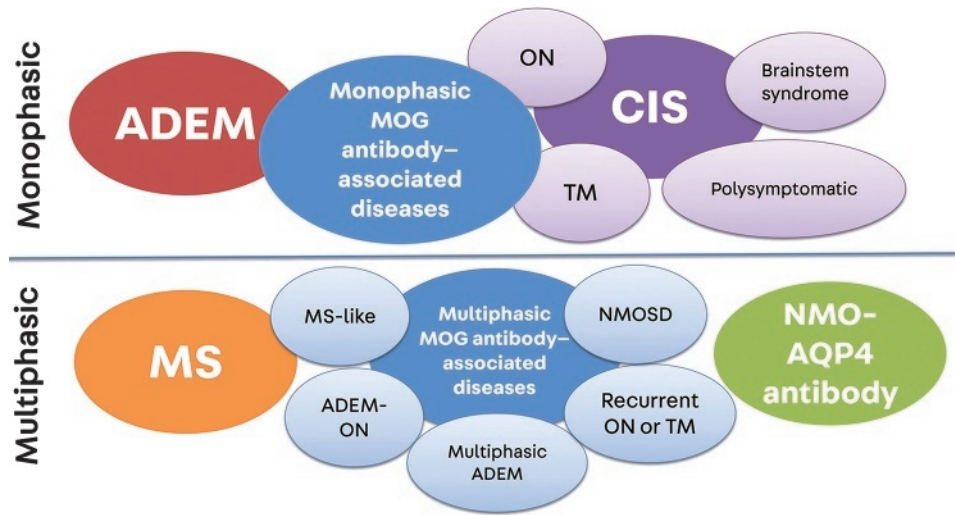 Monophasic
ADEM
Monophasic
MOG
antibody–
associated
diseases
ON
CIS
Brainstem
syndrome
TM
Polysymptomatic
Multiphasic
MS
MS-like
ADEM-
ON
Multiphasic
MOG antibody–
associated
diseases
Multiphasic
ADEM
NMOSD
Recurrent
ON or TM
NMO-
AQP4
antibody